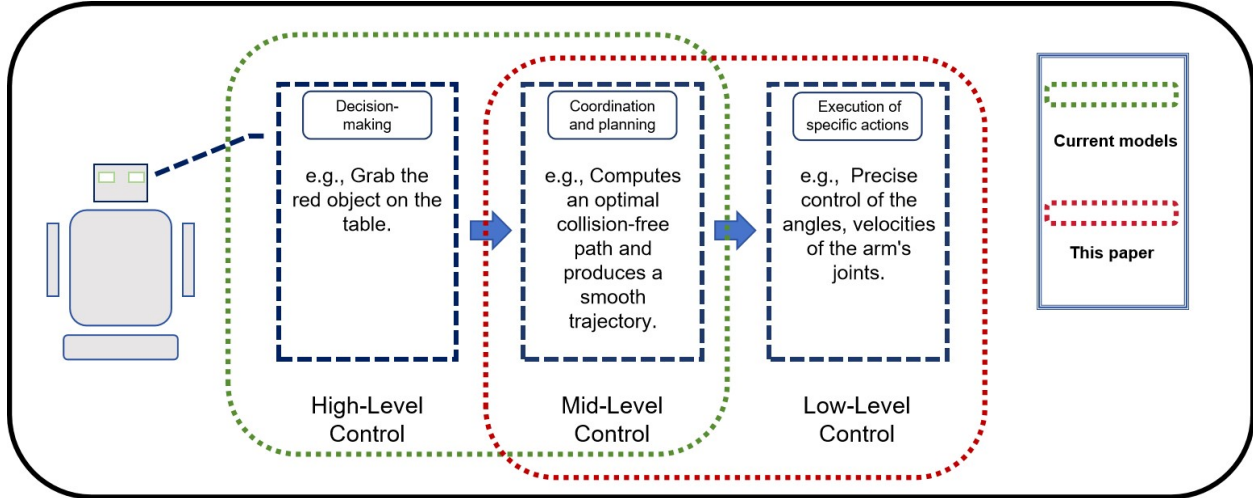 Decision-
making
e.g., Grab the
red object on the
table.
High-Level
Control
Coordination
and planning
e.g., Computes
an optimal
collision-free
path and
produces a
smooth
trajectory.
Mid-Level
Control
Execution of
specific actions
e.g., Precise
control of the
angles, velocities
of the arm's
joints.
Low-Level
Control
Current models
This paper